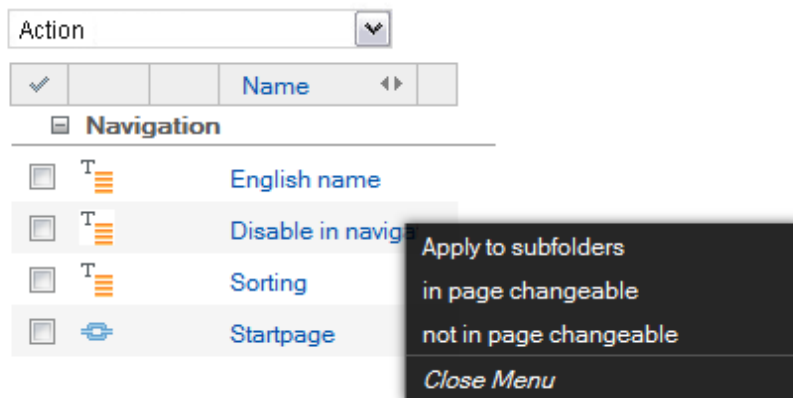 Action
Name
Navigation
T
English name
T
Disable in naviga
T
Sorting
Startpage
Apply to subfolders
in page changeable
not in page changeable
Close Menu